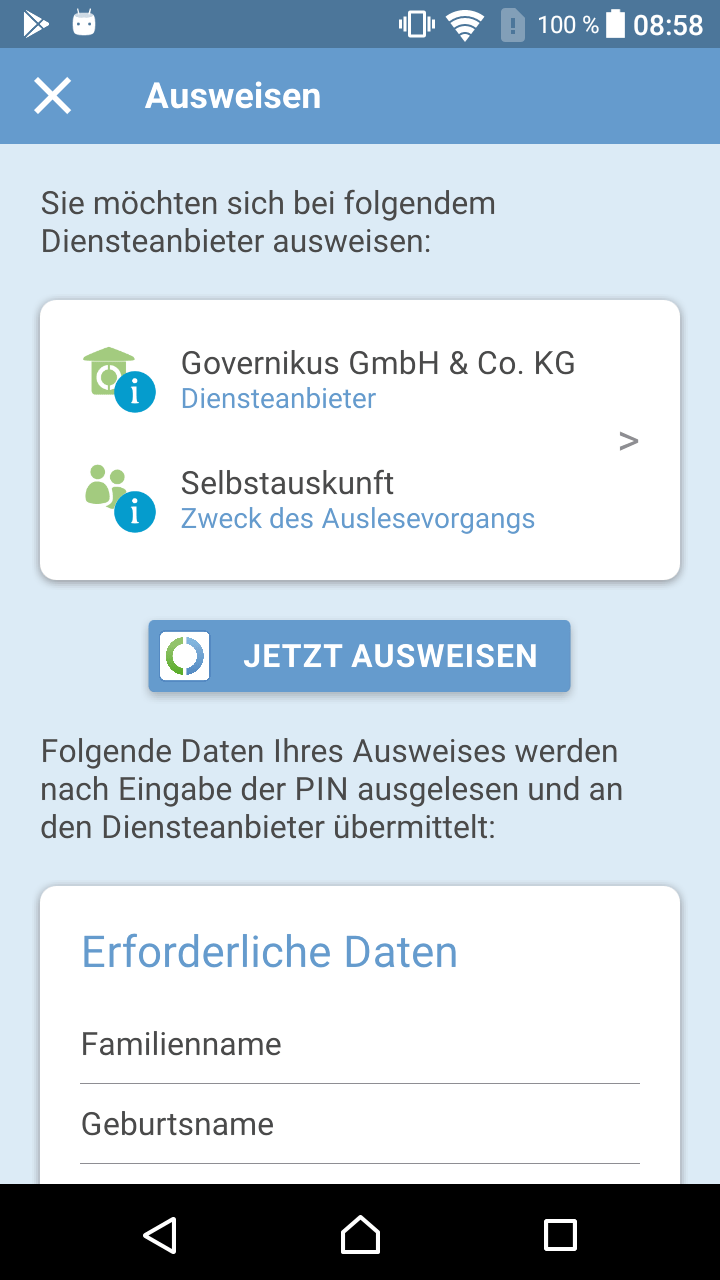 100 % 08:58
Ausweisen
Sie möchten sich bei folgendem
Diensteanbieter ausweisen:
Governikus GmbH & Co. KG
Diensteanbieter
>
Selbstauskunft
Zweck des Auslesevorgangs
JETZT AUSWEISEN
Folgende Daten Ihres Ausweises werden
nach Eingabe der PIN ausgelesen und an
den Diensteanbieter übermittelt:
Erforderliche Daten
Familienname
Geburtsname